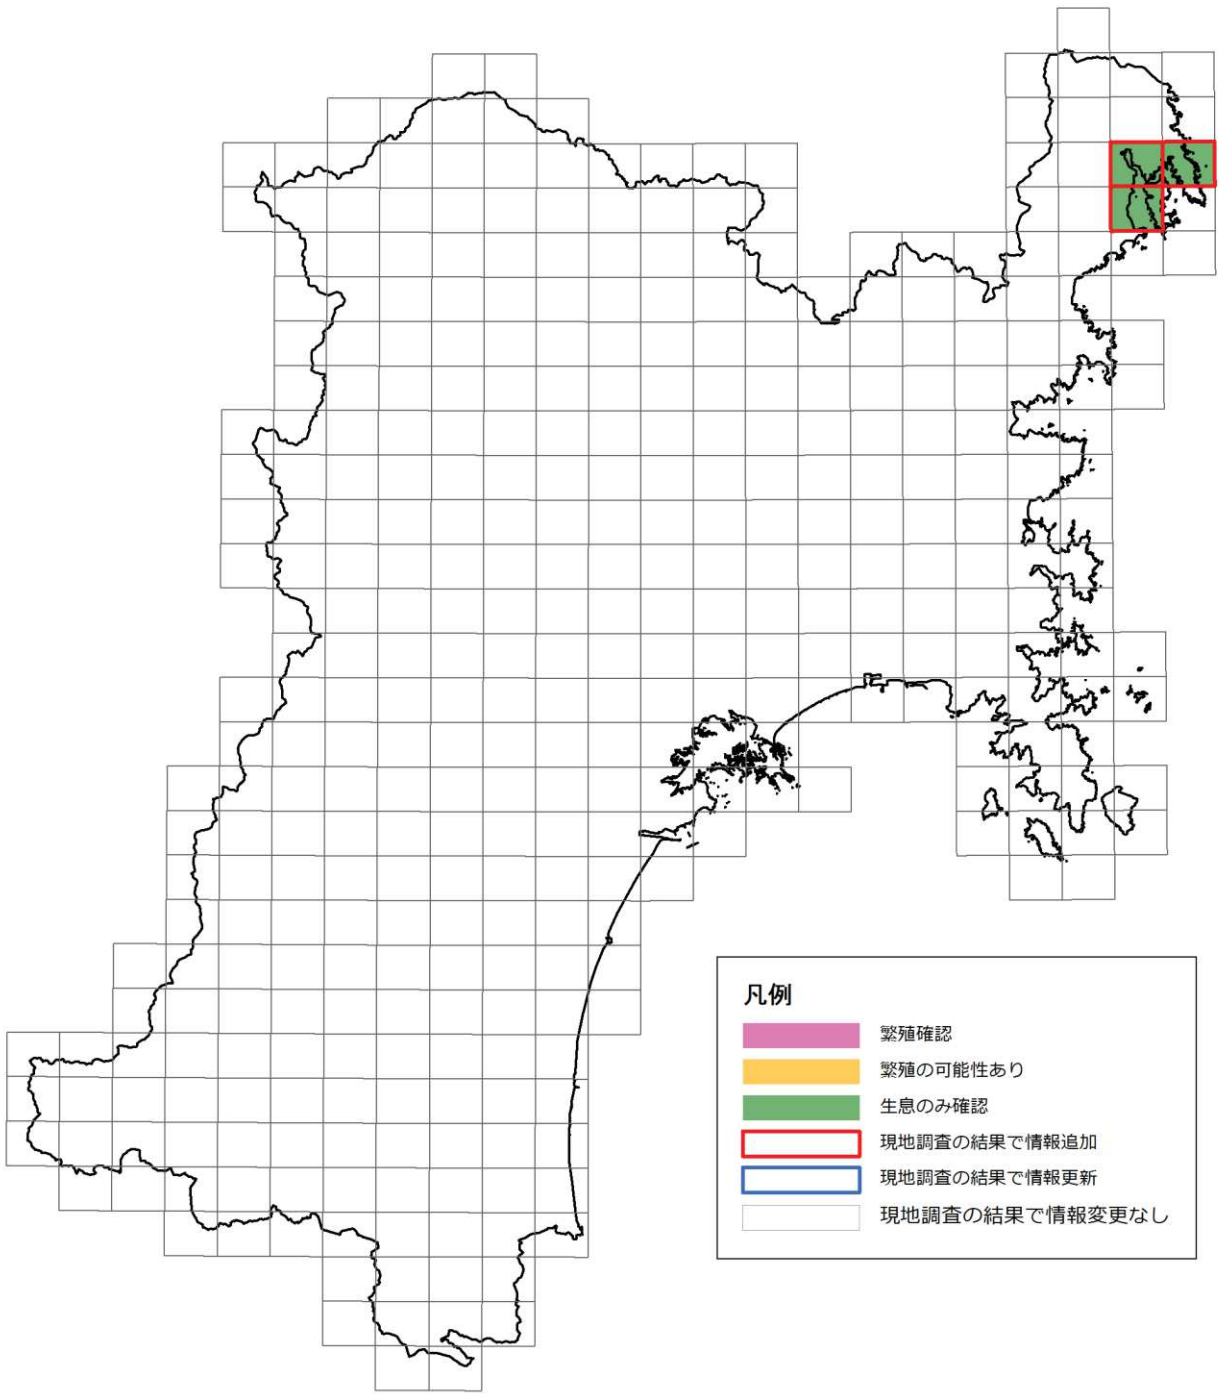 凡例
繁殖確認
繁殖の可能性あり
生息のみ確認
現地調査の結果で情報追加
現地調査の結果で情報更新
現地調査の結果で情報変更なし